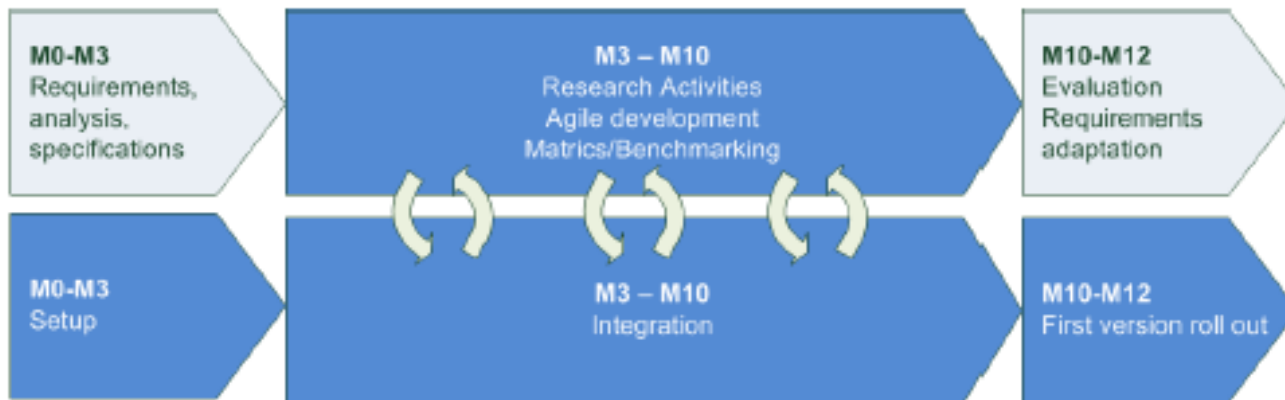 M0-M3
Requirements,
analysis,
specifications
M3 – M10
Research Activities
Agile development
Matrics/Benchmarking
M10-M12
Evaluation
Requirements
adaptation
M0-M3
Setup
M3 – M10
Integration
M10-M12
First version roll out